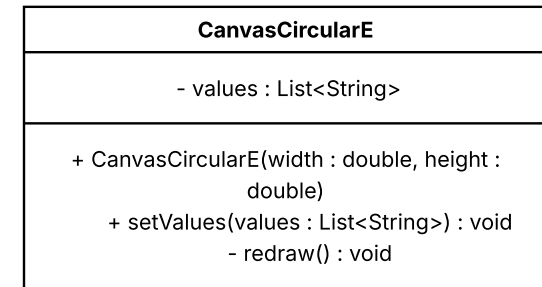 CanvasCircularE
- values : List<String>
+ CanvasCircularE(width : double, height :
double)
+ setValues(values : List<String>) : void
- redraw() : void